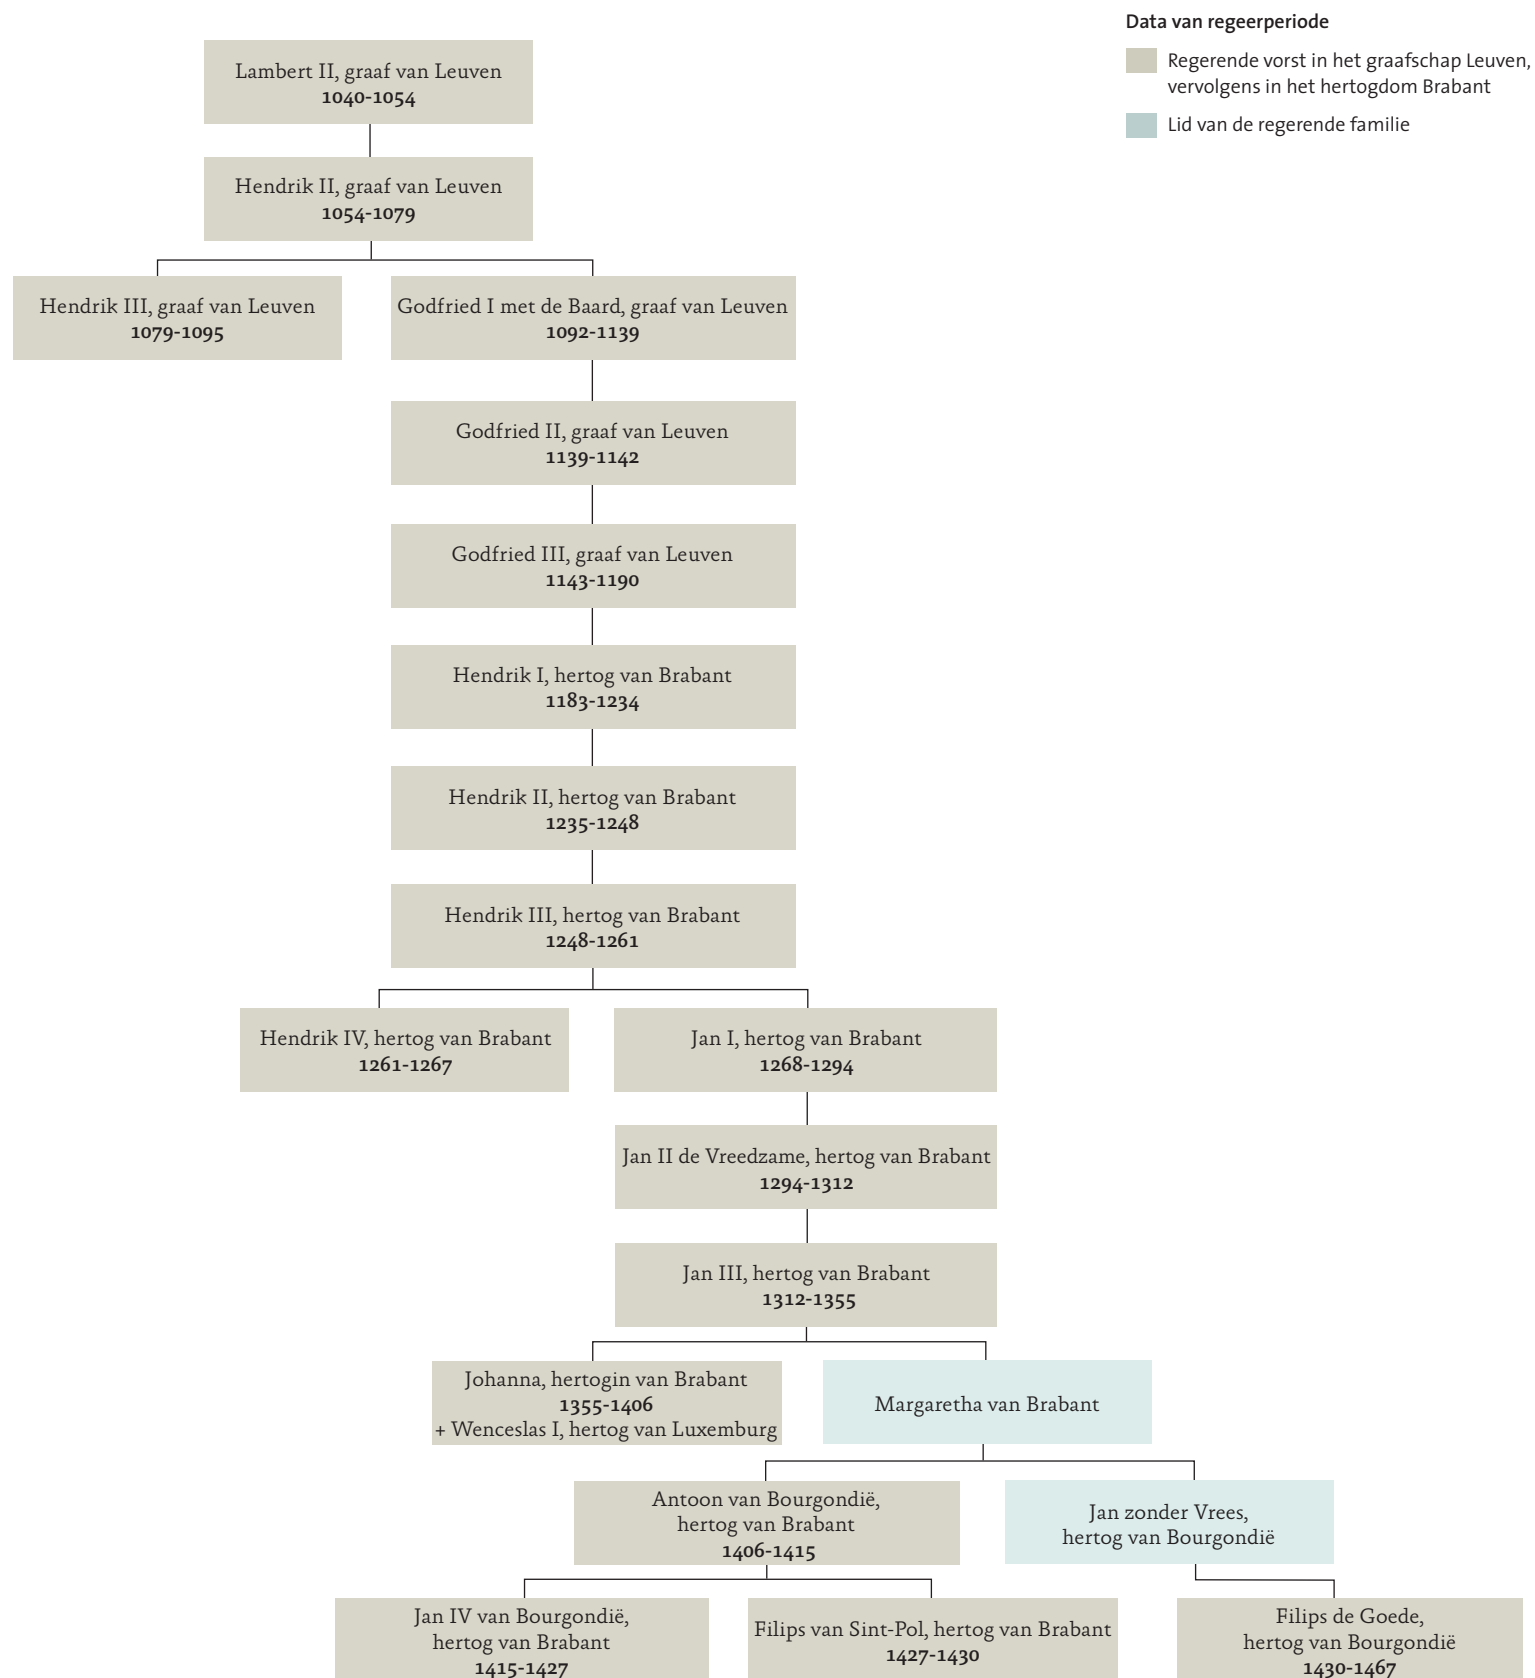 Data van regeerperiode
Regerende vorst in het graafschap Leuven,
vervolgens in het hertogdom Brabant
Lid van de regerende familie
Lambert II, graaf van Leuven
1040-1054
Hendrik II, graaf van Leuven
1054-1079
Hendrik III, graaf van Leuven
1079-1095
Godfried I met de Baard, graaf van Leuven
1092-1139
Godfried II, graaf van Leuven
1139-1142
Godfried III, graaf van Leuven
1143-1190
Hendrik I, hertog van Brabant
1183-1234
Hendrik II, hertog van Brabant
1235-1248
Hendrik III, hertog van Brabant
1248-1261
Hendrik IV, hertog van Brabant
1261-1267
Jan I, hertog van Brabant
1268-1294
Jan II de Vreedzame, hertog van Brabant
1294-1312
Jan III, hertog van Brabant
1312-1355
Johanna, hertogin van Brabant
1355-1406
+ Wenceslas I, hertog van Luxemburg
Margaretha van Brabant
Antoon van Bourgondië,
hertog van Brabant
1406-1415
Jan zonder Vrees,
hertog van Bourgondië
Jan IV van Bourgondië,
hertog van Brabant
1415-1427
Filips van Sint-Pol, hertog van Brabant
1427-1430
Filips de Goede,
hertog van Bourgondië
1430-1467